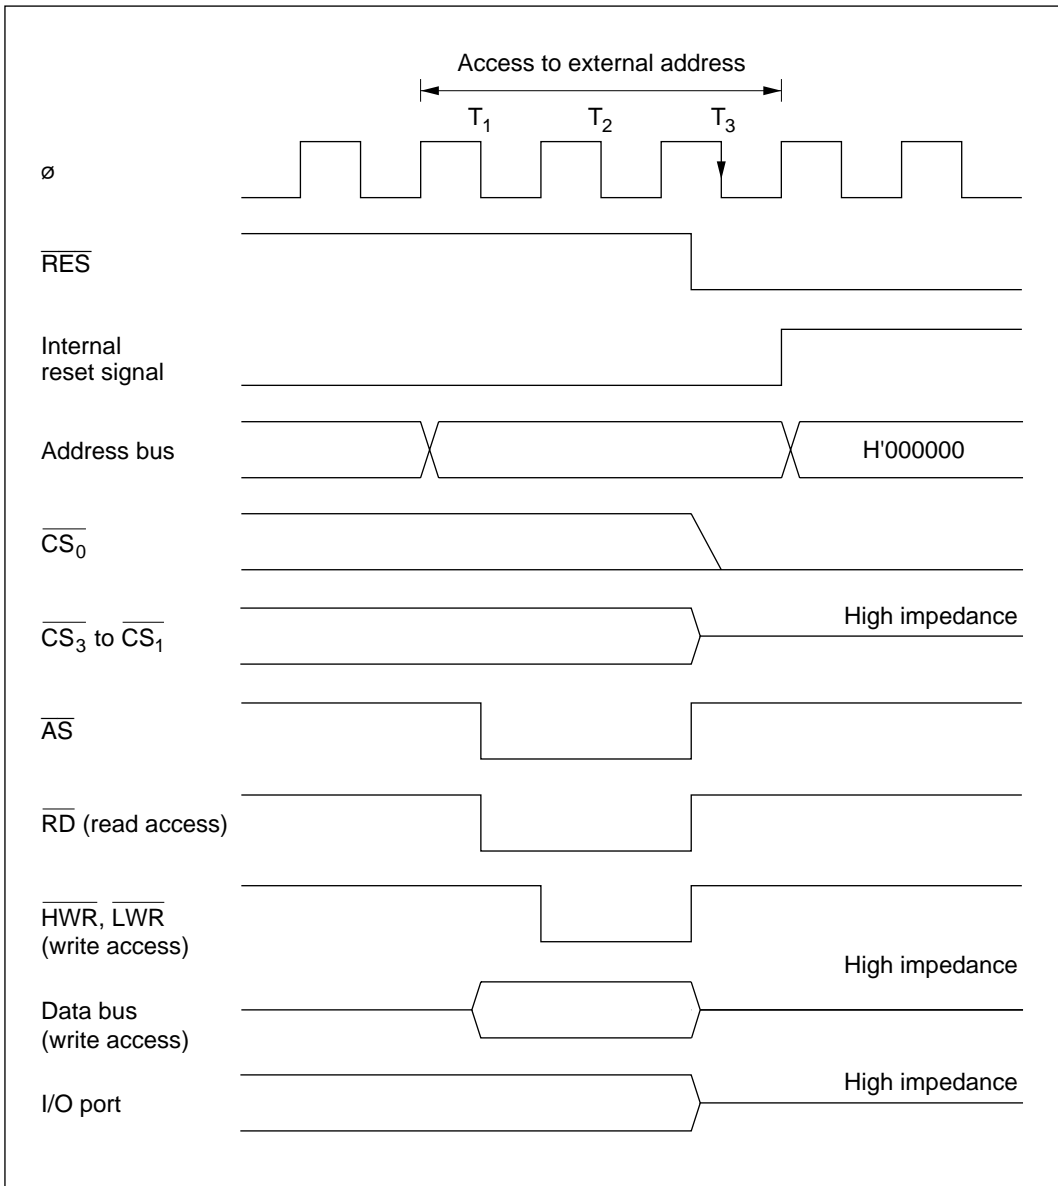 Access to external address
T1 T2 T3
ø
RES
Internal
reset signal
Address bus
H'000000
CS0
High impedance
CS3 to CS1
AS
RD (read access)
HWR, LWR
(write access)
High impedance
Data bus
(write access)
High impedance
I/O port